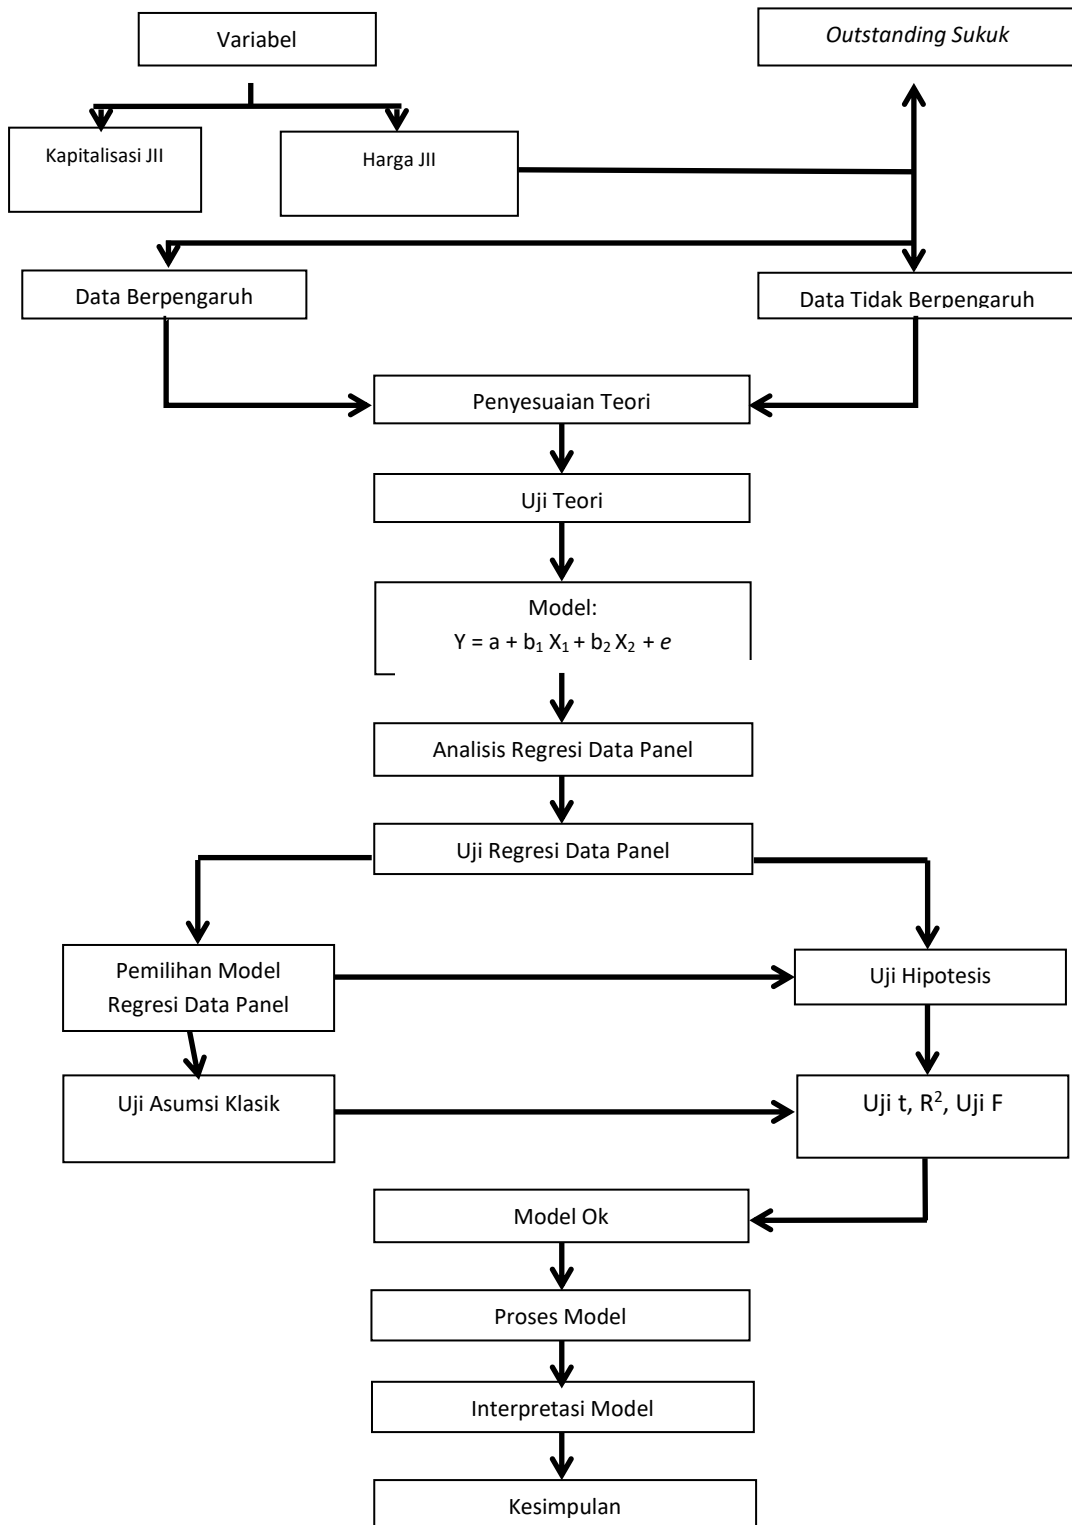 Variabel
Outstanding Sukuk
Kapitalisasi JII
Harga JII
Data Berpengaruh
Data Tidak Berpengaruh
Penyesuaian Teori
Uji Teori
Model:
Y = a + b₁ X₁ + b₂ X₂ + e
Analisis Regresi Data Panel
Uji Regresi Data Panel
Pemilihan Model
Regresi Data Panel
Uji Hipotesis
Uji Asumsi Klasik
Uji t, R², Uji F
Model Ok
Proses Model
Interpretasi Model
Kesimpulan